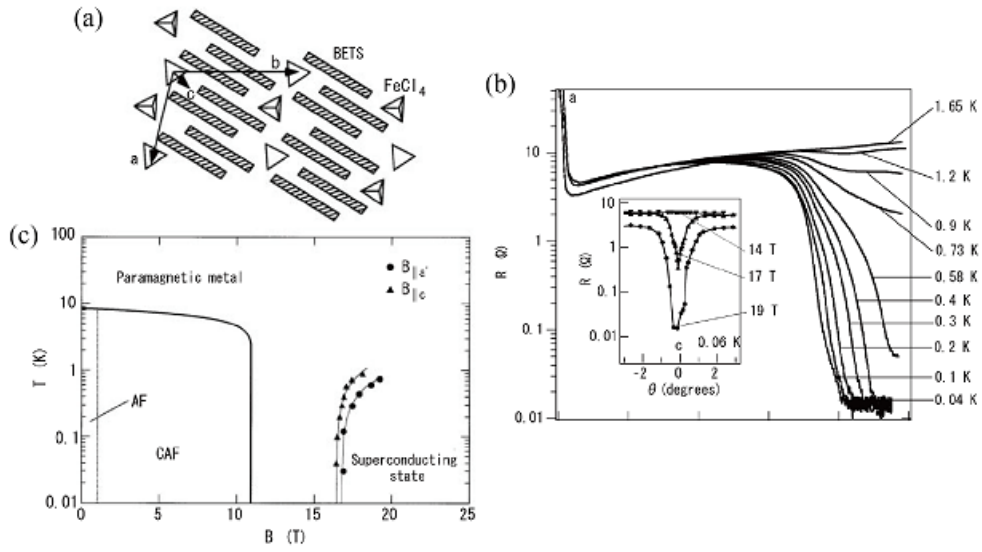 (a)
BETS
FeCl4
b
c
a
(b)
a
R (Ω)
10
1
0.1
0.01
1.65 K
1.2 K
0.9 K
0.73 K
0.58 K
0.4 K
0.3 K
0.2 K
0.1 K
0.04 K
R (Ω)
10
1
0.1
0.01
14 T
17 T
19 T
c
0.06 K
-2 0 2
θ (degrees)
(c)
T (K)
100
10
1
0.1
0.01
Paramagnetic metal
B∥a'
B∥c
AF
CAF
Superconducting
state
0 5 10 15 20 25
B (T)